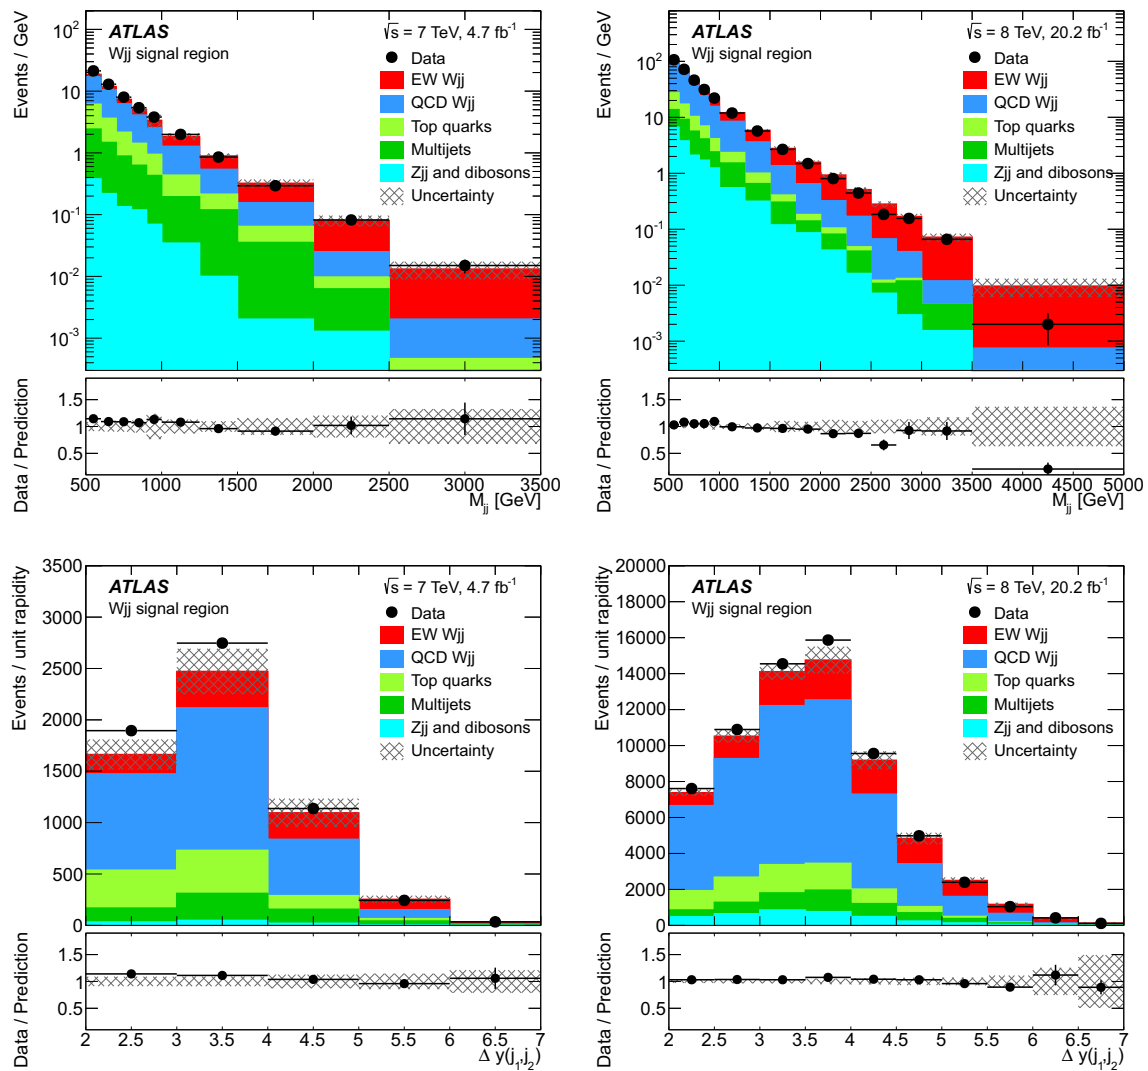 ATLAS
√s = 7 TeV, 4.7 fb⁻¹
Wjj signal region
Data
EW Wjj
QCD Wjj
Top quarks
Multijets
Zjj and dibosons
Uncertainty
Events / GeV
10²
10
1
10⁻¹
10⁻²
10⁻³
Data / Prediction
1.5
1
0.5
500 1000 1500 2000 2500 3000 3500
M_jj [GeV]
ATLAS
√s = 8 TeV, 20.2 fb⁻¹
Wjj signal region
Data
EW Wjj
QCD Wjj
Top quarks
Multijets
Zjj and dibosons
Uncertainty
Events / GeV
10²
10
1
10⁻¹
10⁻²
10⁻³
Data / Prediction
1.5
1
0.5
500 1000 1500 2000 2500 3000 3500 4000 4500 5000
M_jj [GeV]
ATLAS
√s = 7 TeV, 4.7 fb⁻¹
Wjj signal region
Data
EW Wjj
QCD Wjj
Top quarks
Multijets
Zjj and dibosons
Uncertainty
Events / unit rapidity
3500
3000
2500
2000
1500
1000
500
0
Data / Prediction
1.5
1
0.5
2 2.5 3 3.5 4 4.5 5 5.5 6 6.5 7
Δ y(j₁,j₂)
ATLAS
√s = 8 TeV, 20.2 fb⁻¹
Wjj signal region
Data
EW Wjj
QCD Wjj
Top quarks
Multijets
Zjj and dibosons
Uncertainty
Events / unit rapidity
20000
18000
16000
14000
12000
10000
8000
6000
4000
2000
0
Data / Prediction
1.5
1
0.5
2 2.5 3 3.5 4 4.5 5 5.5 6 6.5 7
Δ y(j₁,j₂)